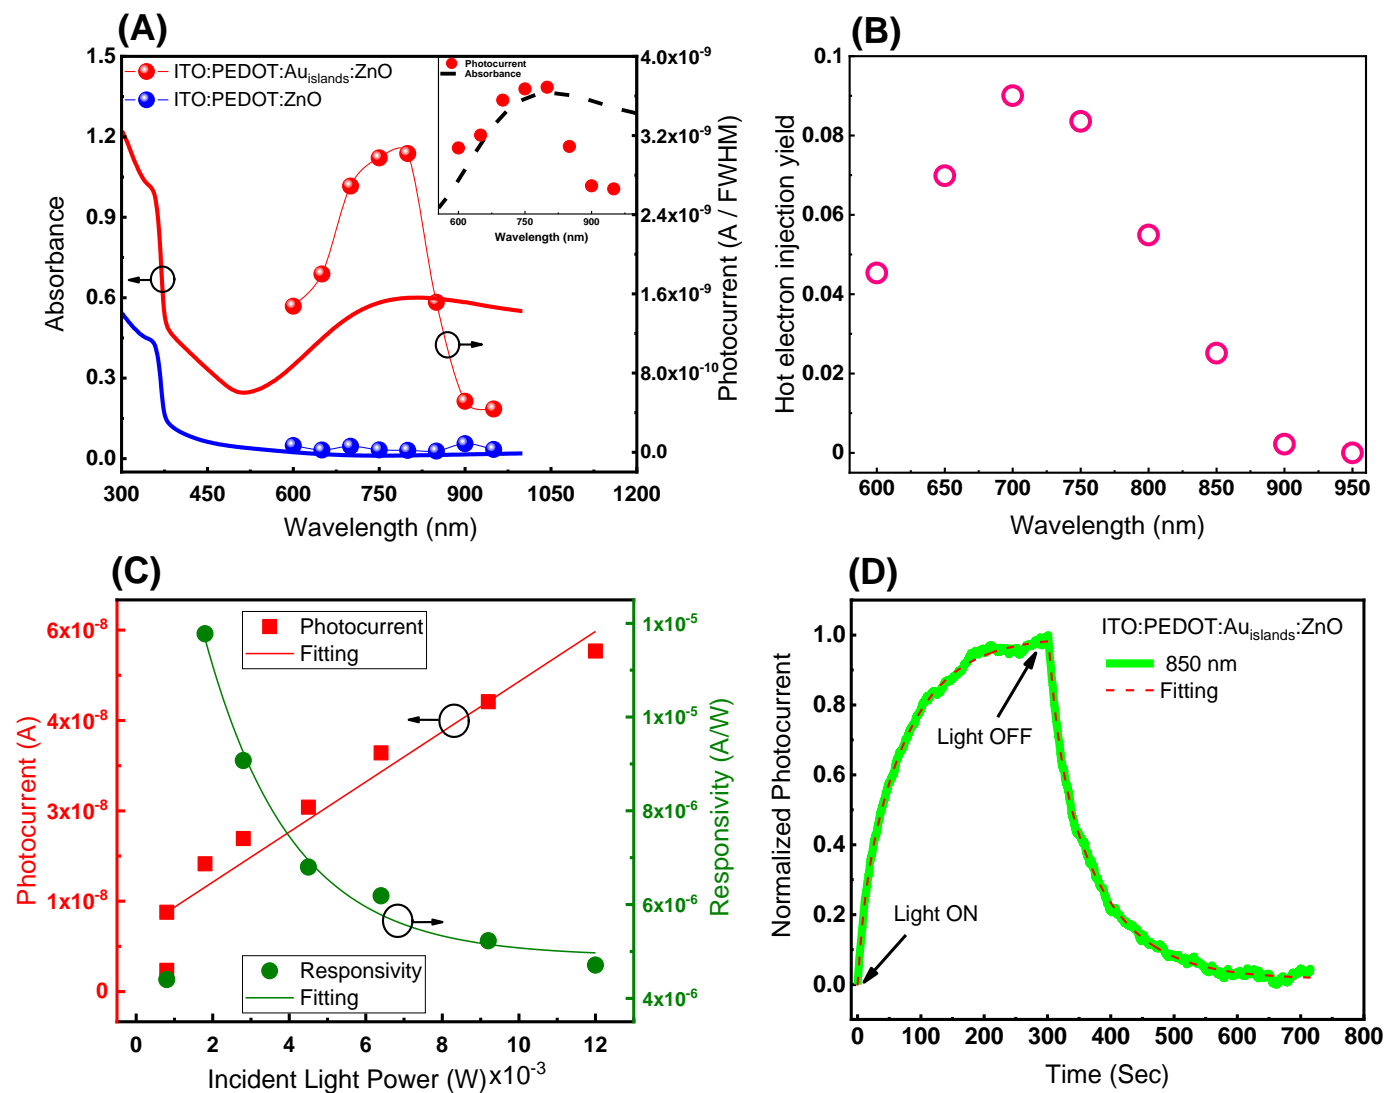 (A)
ITO:PEDOT:Au_islands:ZnO
ITO:PEDOT:ZnO
Absorbance
1.5
1.2
0.9
0.6
0.3
0.0
300 450 600 750 900 1050 1200
Wavelength (nm)
4.0x10⁻⁹
3.2x10⁻⁹
2.4x10⁻⁹
1.6x10⁻⁹
8.0x10⁻¹⁰
0.0
Photocurrent (A / FWHM)
Photocurrent
Absorbance
600 750 900
Wavelength (nm)
(B)
Hot electron injection yield
0.1
0.08
0.06
0.04
0.02
0
600 650 700 750 800 850 900 950
Wavelength (nm)
(C)
Photocurrent
Fitting
Photocurrent (A)
6x10⁻⁸
4x10⁻⁸
3x10⁻⁸
1x10⁻⁸
0
1x10⁻⁵
1x10⁻⁵
8x10⁻⁶
6x10⁻⁶
4x10⁻⁶
Responsivity (A/W)
Responsivity
Fitting
0 2 4 6 8 10 12
Incident Light Power (W) x10⁻³
(D)
ITO:PEDOT:Au_islands:ZnO
850 nm
Fitting
Light OFF
Light ON
Normalized Photocurrent
1.0
0.8
0.6
0.4
0.2
0.0
0 100 200 300 400 500 600 700 800
Time (Sec)